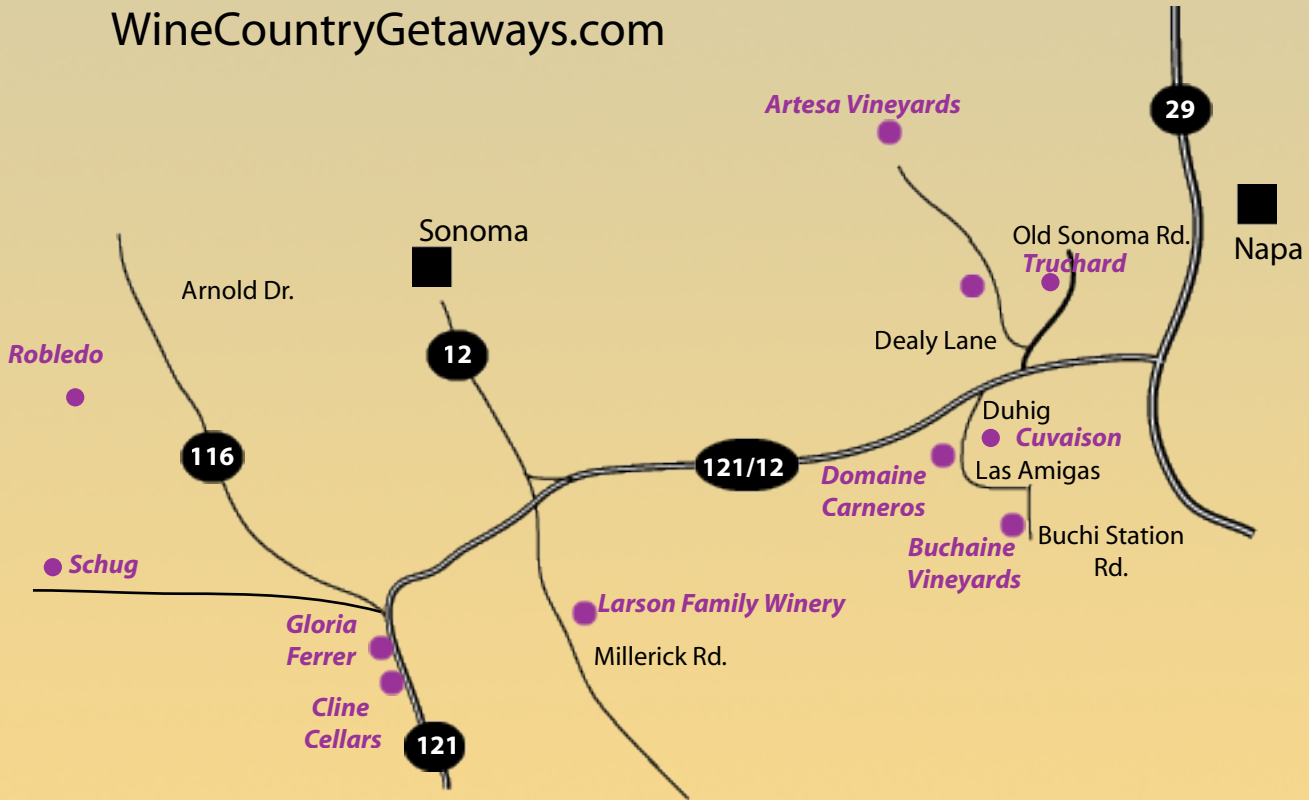 WineCountryGetaways.com
Artesa Vineyards
29
Sonoma
Old Sonoma Rd.
Truchard
Napa
Arnold Dr.
Dealy Lane
Robledo
12
116
121/12
Duhig
Cuvaison
Las Amigas
Domaine
Carneros
Buchi Station
Rd.
Buchaine
Vineyards
Schug
Larson Family Winery
Gloria
Ferrer
Millerick Rd.
Cline
Cellars
121